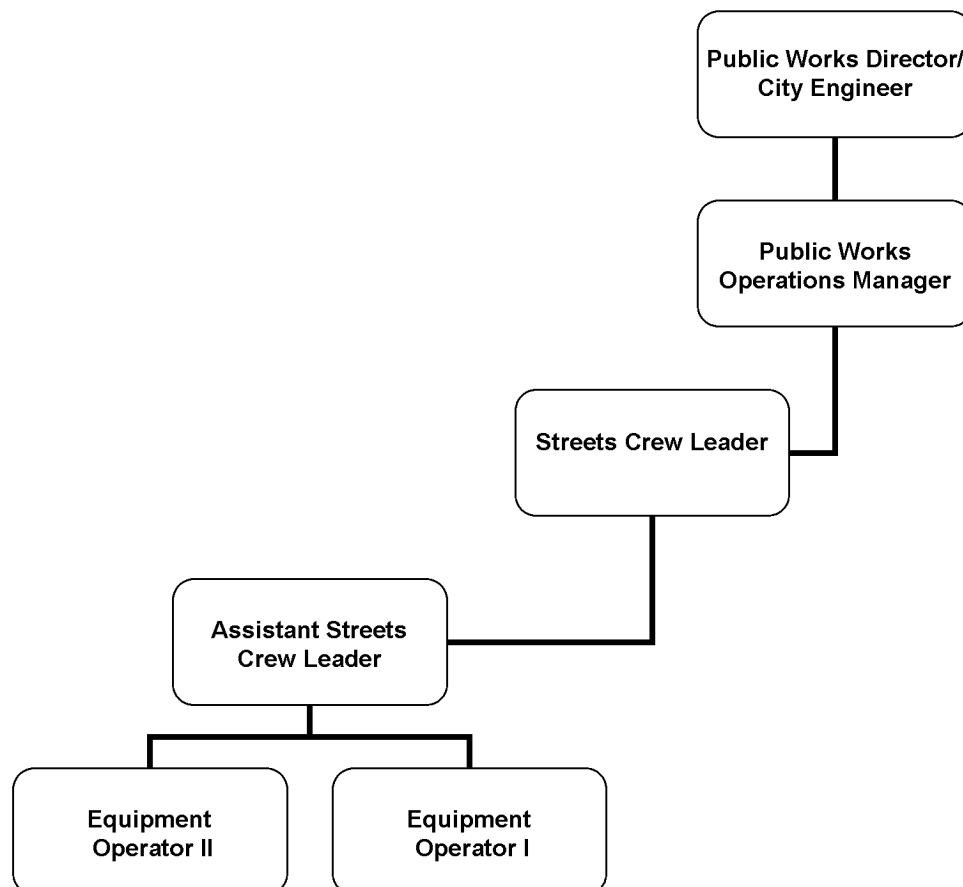 Public Works Director/
City Engineer
Public Works
Operations Manager
Streets Crew Leader
Assistant Streets
Crew Leader
Equipment
Operator II
Equipment
Operator I